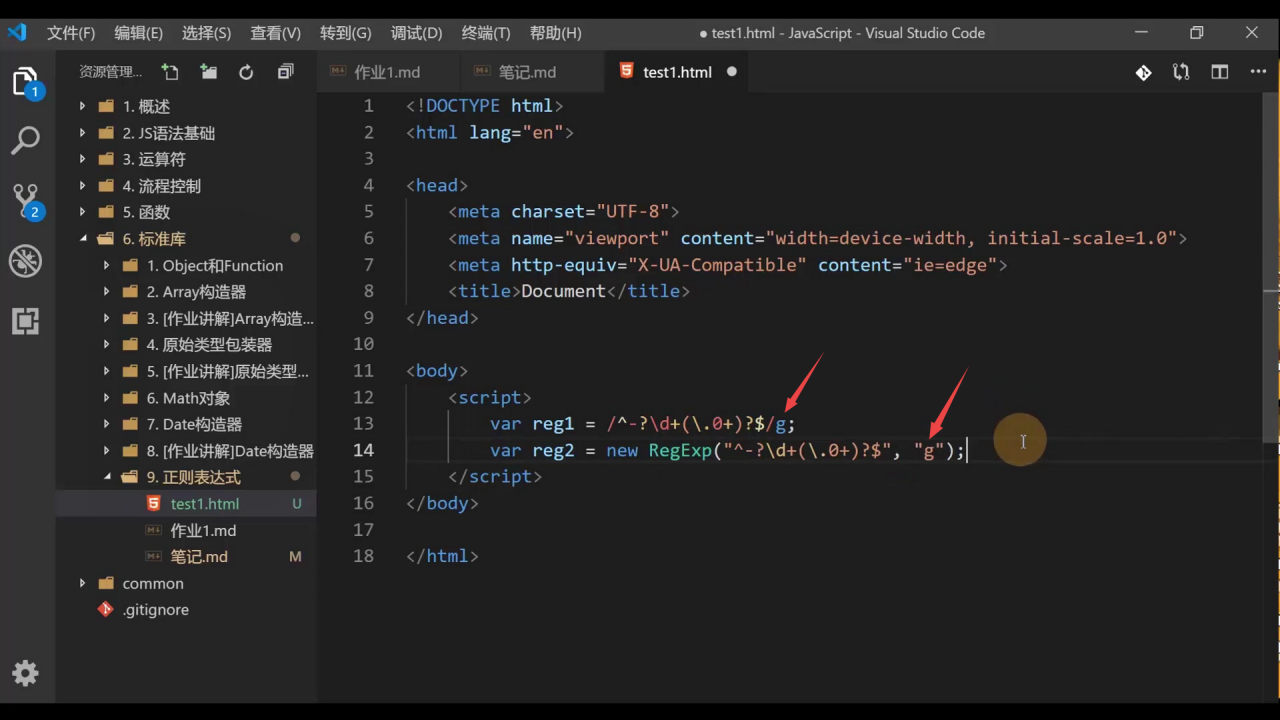 文件(F) 编辑(E) 选择(S) 查看(V) 转到(G) 调试(D) 终端(T) 帮助(H) ● test1.html - JavaScript - Visual Studio Code
资源管理... 作业1.md 笔记.md test1.html
1
2
1. 概述
2. JS语法基础
3. 运算符
4. 流程控制
5. 函数
6. 标准库
1. Object和Function
2. Array构造器
3. [作业讲解]Array构造...
4. 原始类型包装器
5. [作业讲解]原始类型...
6. Math对象
7. Date构造器
8. [作业讲解]Date构造器
9. 正则表达式
test1.html U
作业1.md
笔记.md M
common
.gitignore
1 <!DOCTYPE html>
2 <html lang="en">
3
4 <head>
5 <meta charset="UTF-8">
6 <meta name="viewport" content="width=device-width, initial-scale=1.0">
7 <meta http-equiv="X-UA-Compatible" content="ie=edge">
8 <title>Document</title>
9 </head>
10
11 <body>
12 <script>
13 var reg1 = /^-?\d+(\.0+)?$/g;
14 var reg2 = new RegExp("^-?\d+(\.0+)?$", "g");
15 </script>
16 </body>
17
18 </html>